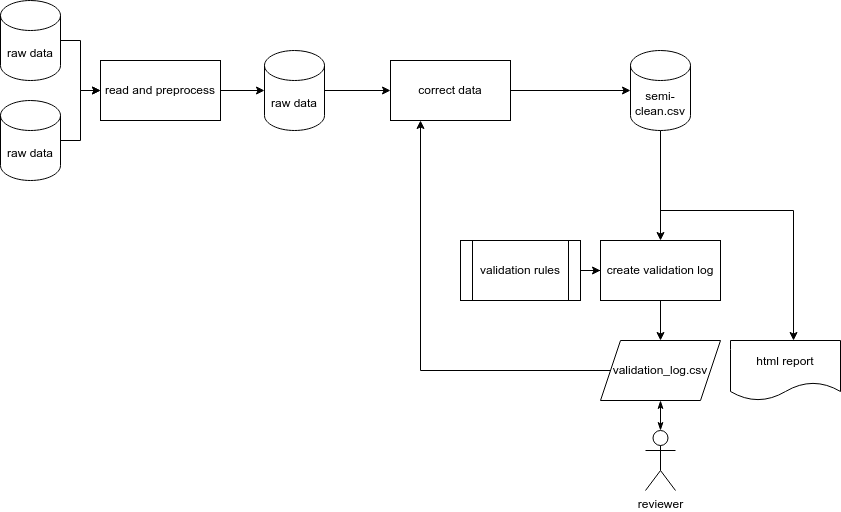 raw data
raw data
read and preprocess
raw data
correct data
semi-
clean.csv
validation rules
create validation log
validation_log.csv
html report
reviewer